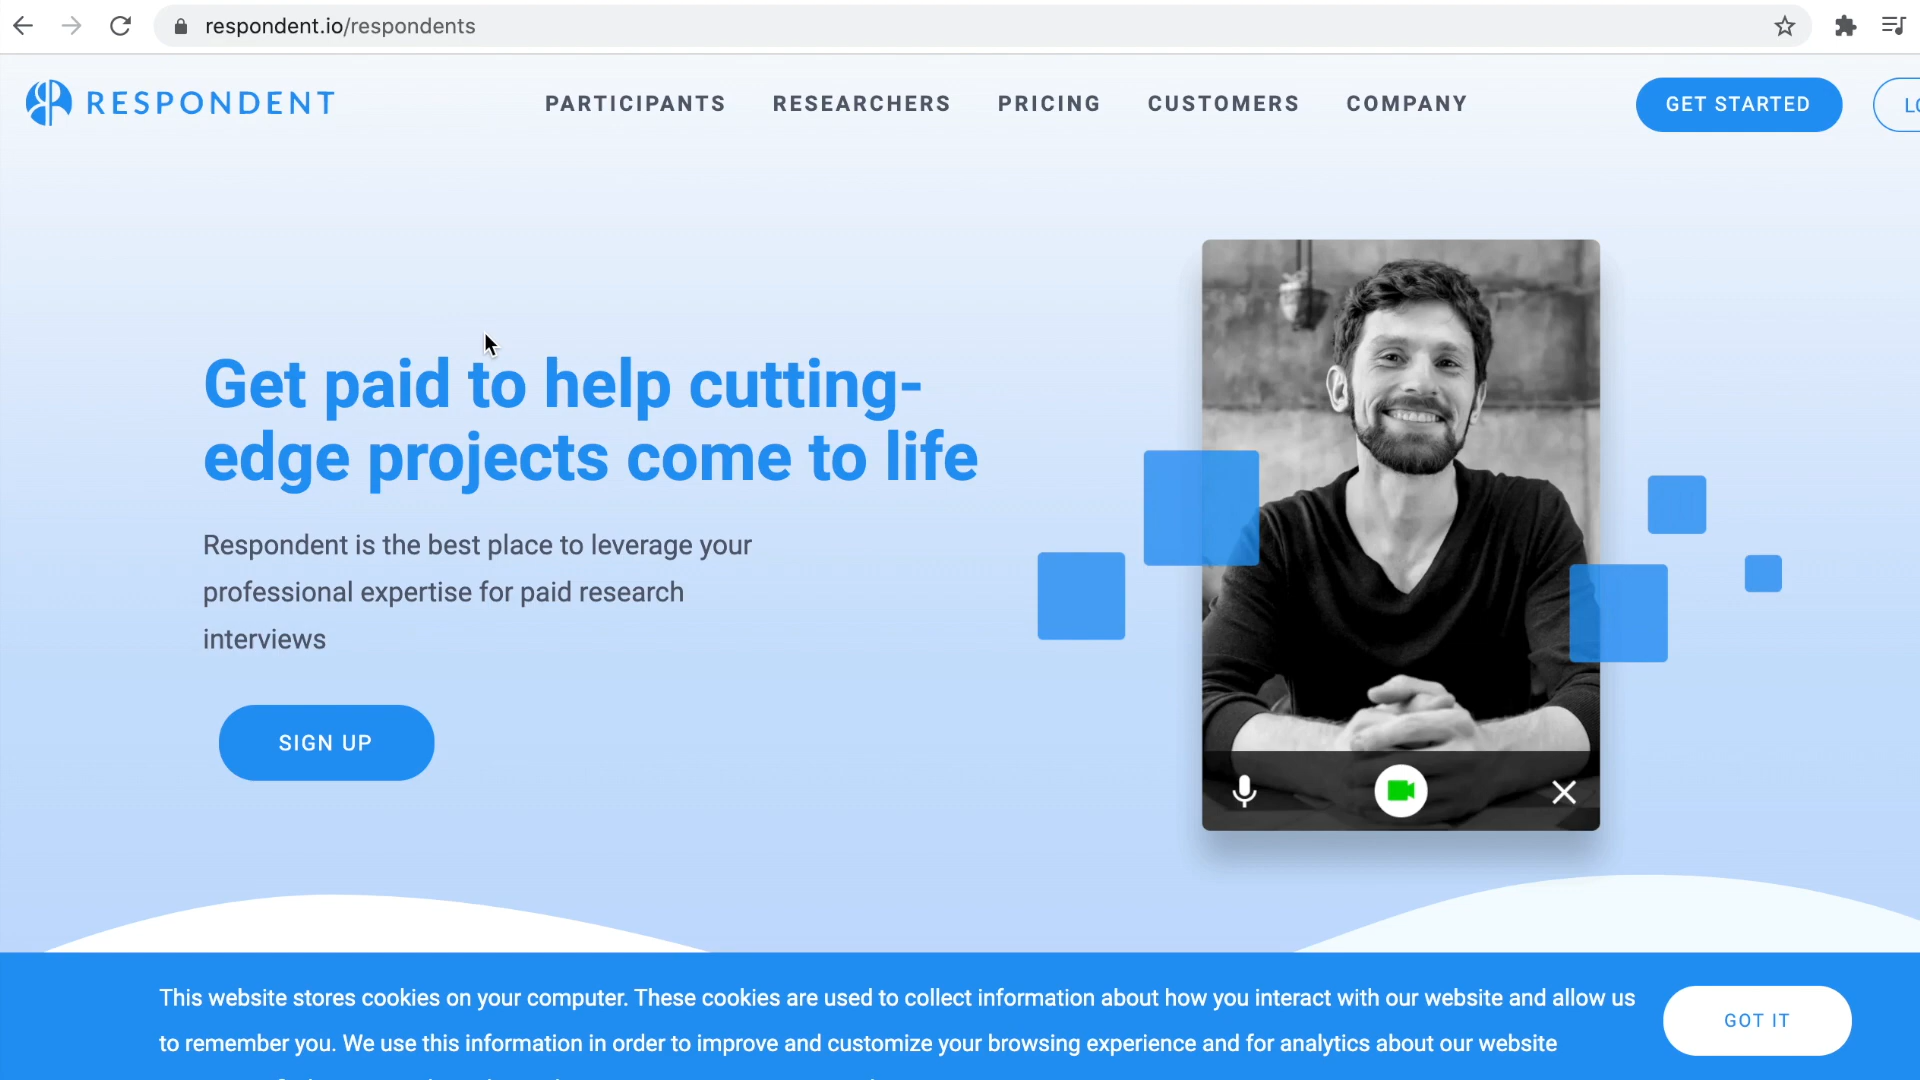 respondent.io/respondents
RESPONDENT
PARTICIPANTS
RESEARCHERS
PRICING
CUSTOMERS
COMPANY
GET STARTED
Get paid to help cutting-
edge projects come to life
Respondent is the best place to leverage your
professional expertise for paid research
interviews
SIGN UP
This website stores cookies on your computer. These cookies are used to collect information about how you interact with our website and allow us
to remember you. We use this information in order to improve and customize your browsing experience and for analytics about our website
GOT IT